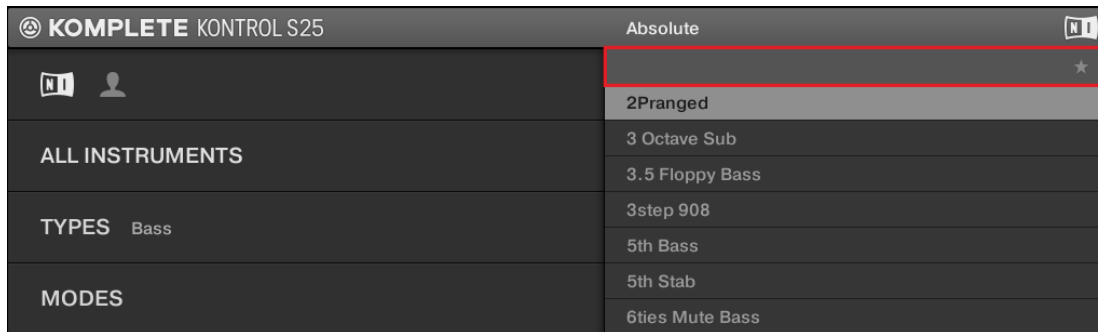 KOMPLETE KONTROL S25
ALL INSTRUMENTS
TYPES Bass
MODES
Absolute
NI
2Pranged
3 Octave Sub
3.5 Floppy Bass
3step 908
5th Bass
5th Stab
6ties Mute Bass